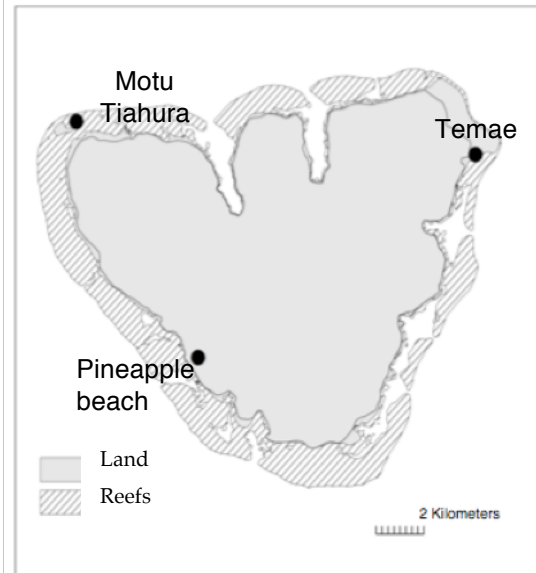 Motu
Tiahura
Temae
Pineapple
beach
Land
Reefs
2 Kilometers